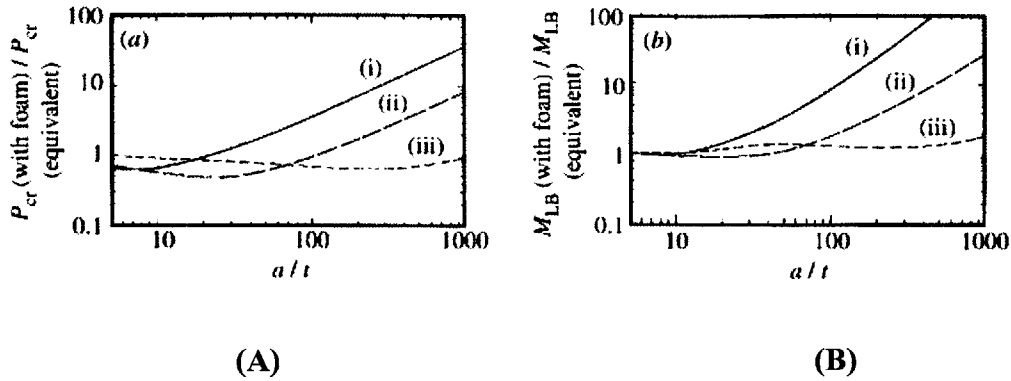 P_cr (with foam) / P_cr
(equivalent)
100
10
1
0.1
(a)
(i)
(ii)
(iii)
10
100
1000
a / t
M_LB (with foam) / M_LB
(equivalent)
100
10
1
0.1
(b)
(i)
(ii)
(iii)
10
100
1000
a / t
(A)
(B)